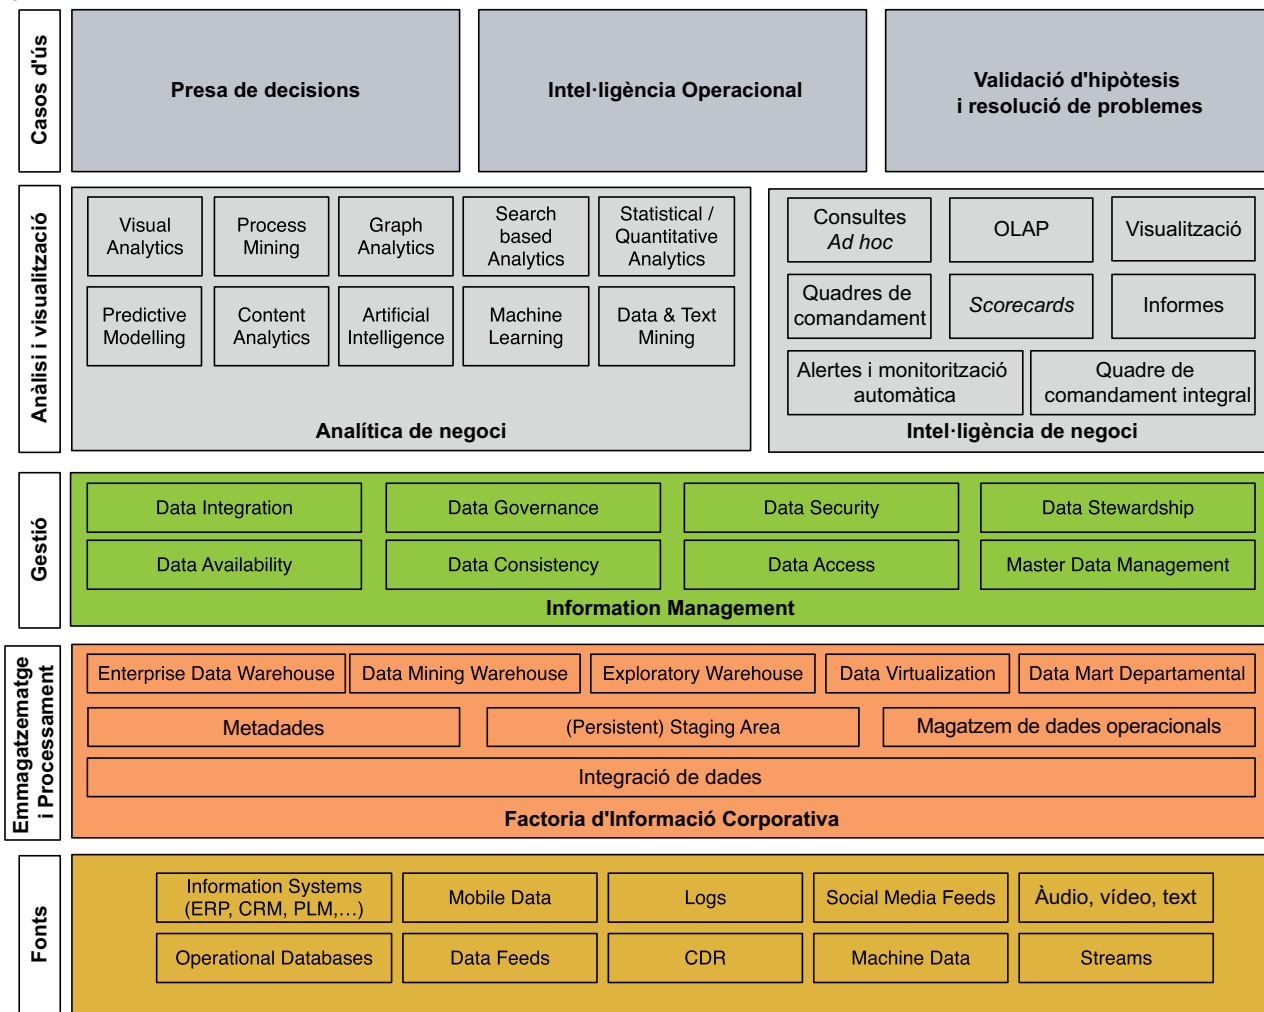 Casos d'ús
Presa de decisions
Intel·ligència Operacional
Validació d'hipòtesis
i resolució de problemes
Anàlisi i visualització
Visual
Analytics
Process
Mining
Graph
Analytics
Search
based
Analytics
Statistical /
Quantitative
Analytics
Predictive
Modelling
Content
Analytics
Artificial
Intelligence
Machine
Learning
Data & Text
Mining
Analítica de negoci
Consultes
Ad hoc
OLAP
Visualització
Quadres de
comandament
Scorecards
Informes
Alertes i monitorització
automàtica
Quadre de
comandament integral
Intel·ligència de negoci
Gestió
Data Integration
Data Governance
Data Security
Data Stewardship
Data Availability
Data Consistency
Data Access
Master Data Management
Information Management
Emmagatzematge
i Processament
Enterprise Data Warehouse
Data Mining Warehouse
Exploratory Warehouse
Data Virtualization
Data Mart Departamental
Metadades
(Persistent) Staging Area
Magatzem de dades operacionals
Integració de dades
Factoria d'Informació Corporativa
Fonts
Information Systems
(ERP, CRM, PLM,…)
Mobile Data
Logs
Social Media Feeds
Àudio, vídeo, text
Operational Databases
Data Feeds
CDR
Machine Data
Streams